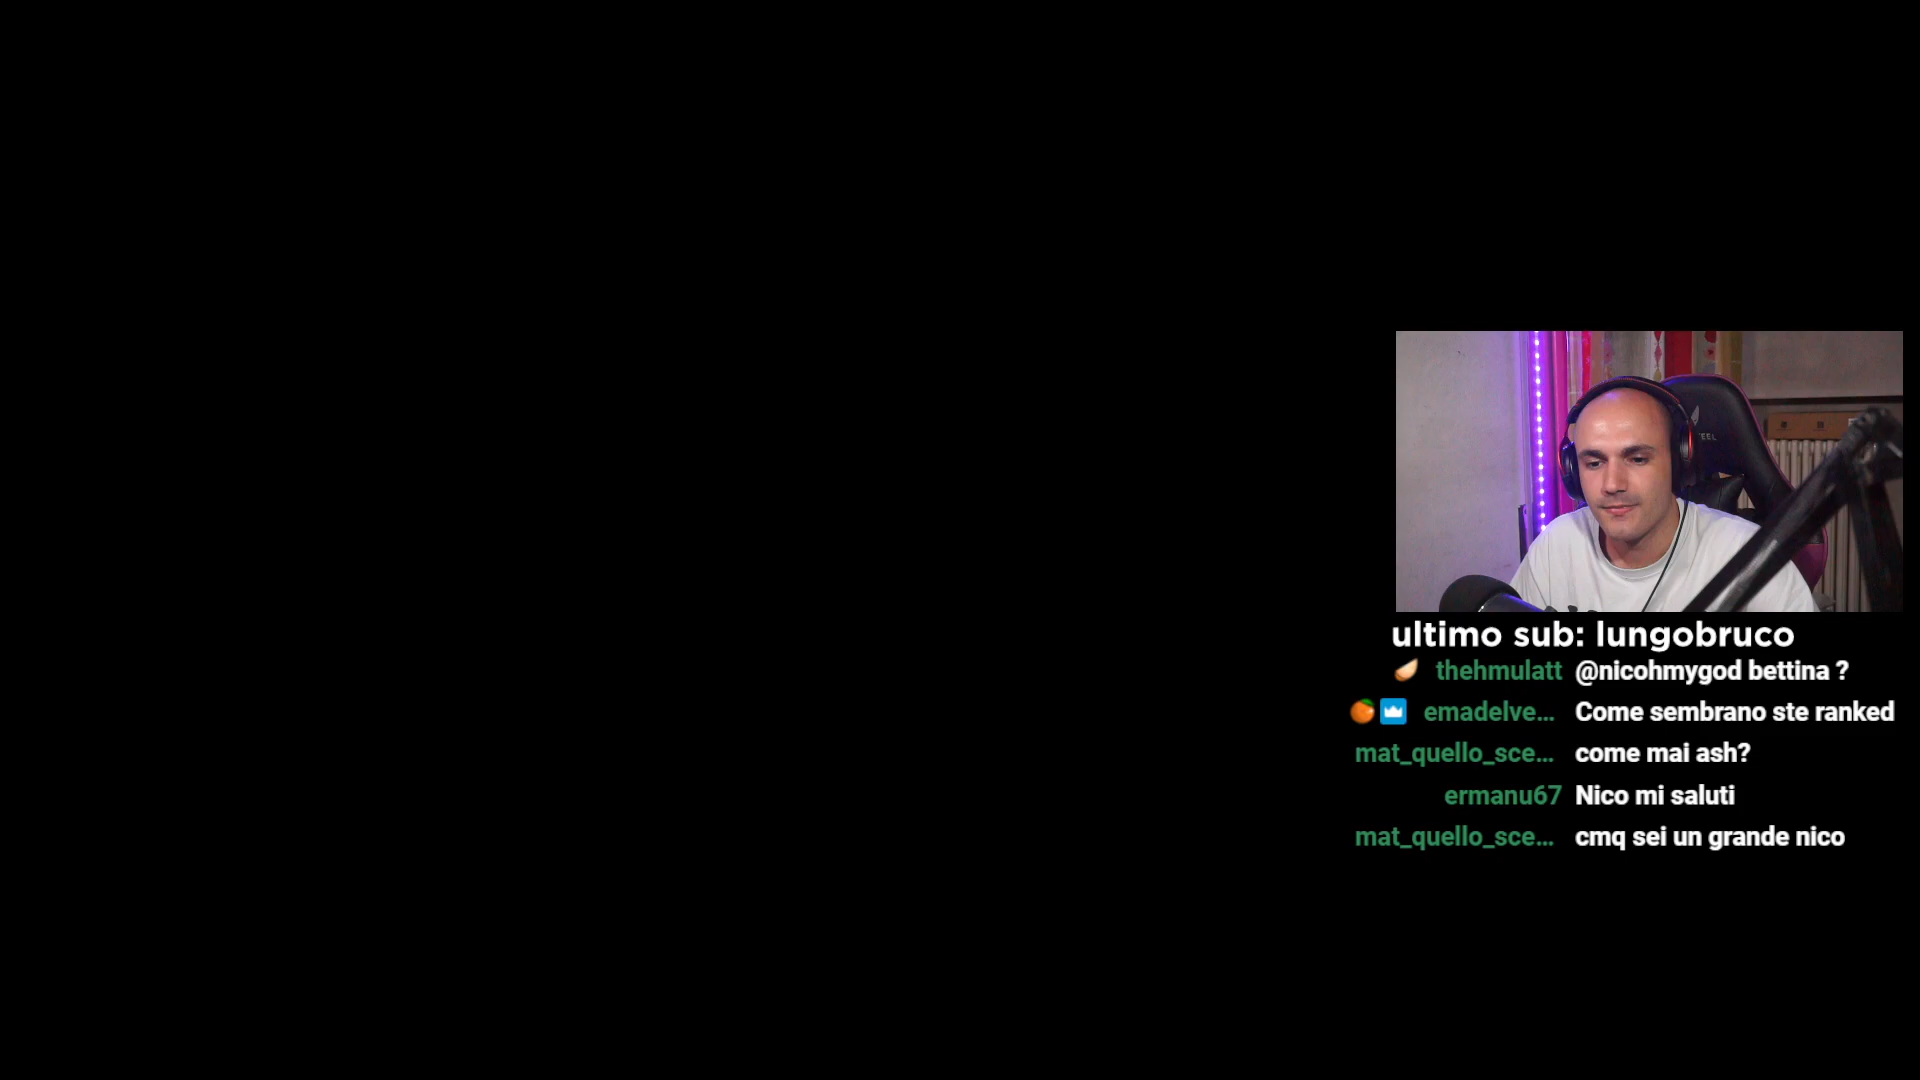 ultimo sub: lungobruco
thehmulatt @nicohmygod bettina ?
emadelve... Come sembrano ste ranked
mat_quello_sce... come mai ash?
ermanu67 Nico mi saluti
mat_quello_sce... cmq sei un grande nico